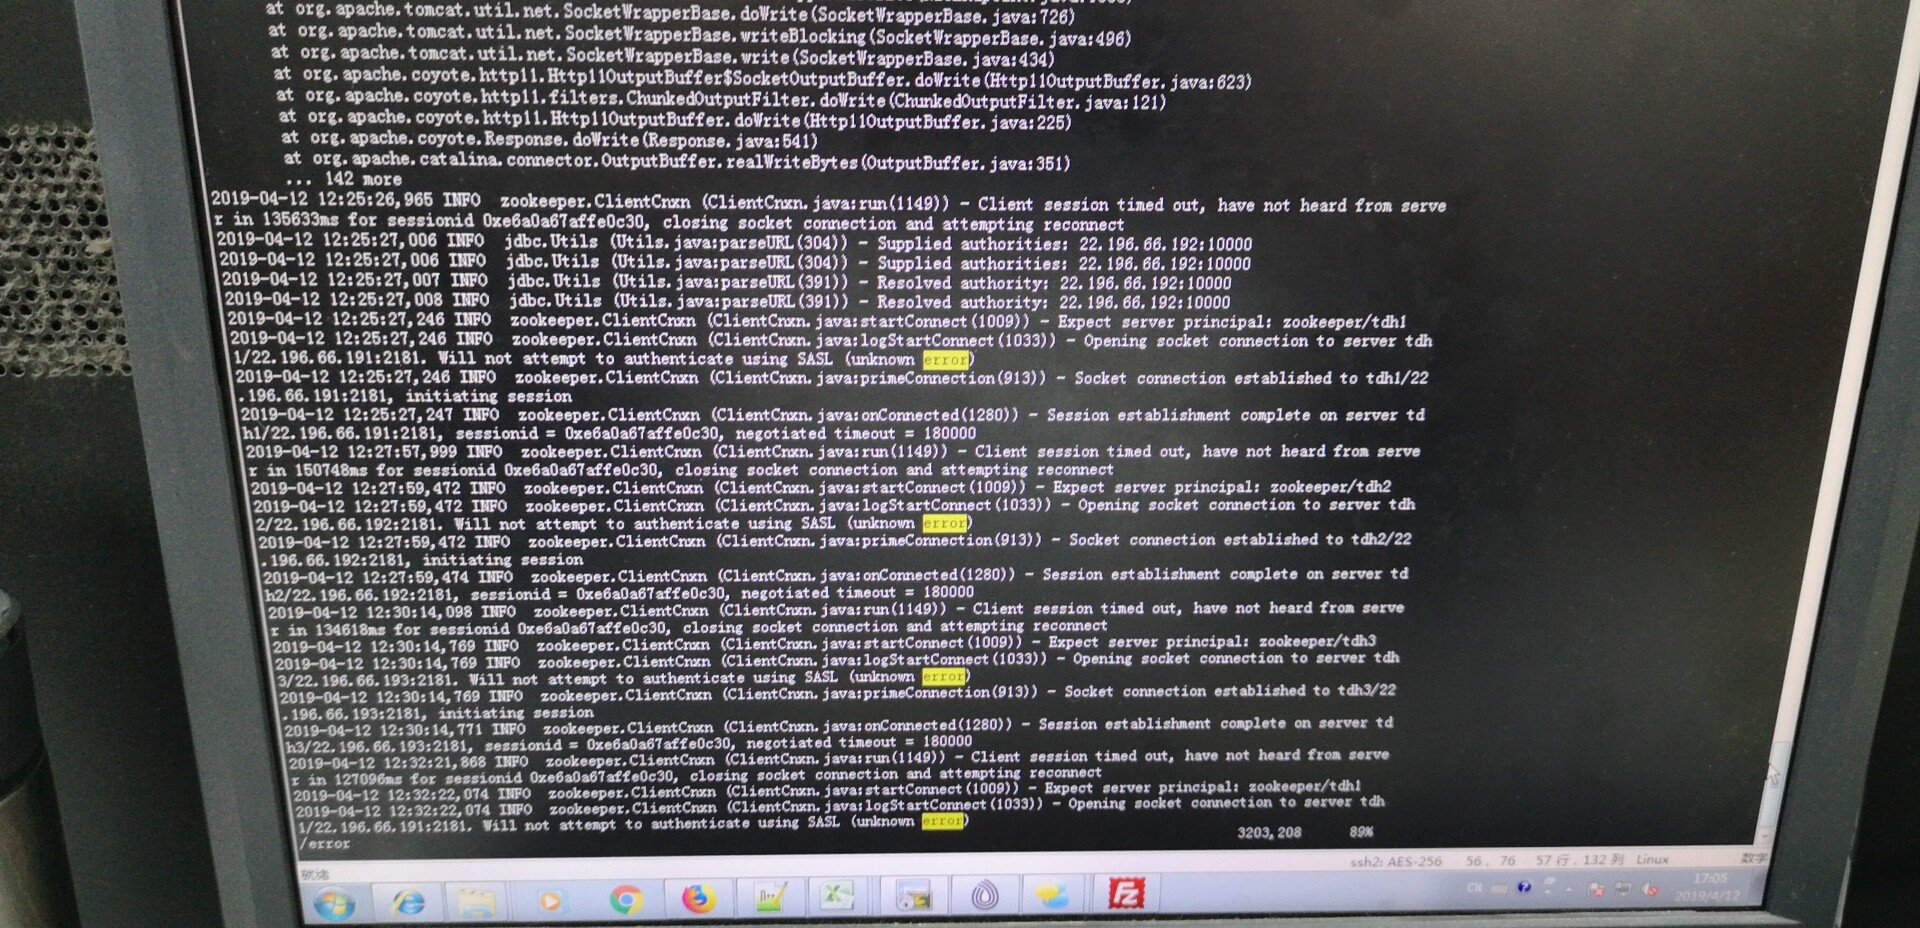 at org.apache.tomcat.util.net.SocketWrapperBase.doWrite(SocketWrapperBase.java:726)
at org.apache.tomcat.util.net.SocketWrapperBase.writeBlocking(SocketWrapperBase.java:496)
at org.apache.tomcat.util.net.SocketWrapperBase.write(SocketWrapperBase.java:434)
at org.apache.coyote.http11.Http11OutputBuffer$SocketOutputBuffer.doWrite(Http11OutputBuffer.java:623)
at org.apache.coyote.http11.filters.ChunkedOutputFilter.doWrite(ChunkedOutputFilter.java:121)
at org.apache.coyote.http11.Http11OutputBuffer.doWrite(Http11OutputBuffer.java:225)
at org.apache.coyote.Response.doWrite(Response.java:541)
at org.apache.catalina.connector.OutputBuffer.realWriteBytes(OutputBuffer.java:351)
... 142 more
2019-04-12 12:25:26,965 INFO  zookeeper.ClientCnxn (ClientCnxn.java:run(1149)) - Client session timed out, have not heard from serve
r in 135633ms for sessionid 0xe6a0a67affe0c30, closing socket connection and attempting reconnect
2019-04-12 12:25:27,006 INFO  jdbc.Utils (Utils.java:parseURL(304)) - Supplied authorities: 22.196.66.192:10000
2019-04-12 12:25:27,006 INFO  jdbc.Utils (Utils.java:parseURL(304)) - Supplied authorities: 22.196.66.192:10000
2019-04-12 12:25:27,007 INFO  jdbc.Utils (Utils.java:parseURL(391)) - Resolved authority: 22.196.66.192:10000
2019-04-12 12:25:27,008 INFO  jdbc.Utils (Utils.java:parseURL(391)) - Resolved authority: 22.196.66.192:10000
2019-04-12 12:25:27,246 INFO  zookeeper.ClientCnxn (ClientCnxn.java:startConnect(1009)) - Expect server principal: zookeeper/tdh1
2019-04-12 12:25:27,246 INFO  zookeeper.ClientCnxn (ClientCnxn.java:logStartConnect(1033)) - Opening socket connection to server tdh
1/22.196.66.191:2181. Will not attempt to authenticate using SASL (unknown error)
2019-04-12 12:25:27,246 INFO  zookeeper.ClientCnxn (ClientCnxn.java:primeConnection(913)) - Socket connection established to tdh1/22
.196.66.191:2181, initiating session
2019-04-12 12:25:27,247 INFO  zookeeper.ClientCnxn (ClientCnxn.java:onConnected(1280)) - Session establishment complete on server td
h1/22.196.66.191:2181, sessionid = 0xe6a0a67affe0c30, negotiated timeout = 180000
2019-04-12 12:27:57,999 INFO  zookeeper.ClientCnxn (ClientCnxn.java:run(1149)) - Client session timed out, have not heard from serve
r in 150748ms for sessionid 0xe6a0a67affe0c30, closing socket connection and attempting reconnect
2019-04-12 12:27:59,472 INFO  zookeeper.ClientCnxn (ClientCnxn.java:startConnect(1009)) - Expect server principal: zookeeper/tdh2
2019-04-12 12:27:59,472 INFO  zookeeper.ClientCnxn (ClientCnxn.java:logStartConnect(1033)) - Opening socket connection to server tdh
2/22.196.66.192:2181. Will not attempt to authenticate using SASL (unknown error)
2019-04-12 12:27:59,472 INFO  zookeeper.ClientCnxn (ClientCnxn.java:primeConnection(913)) - Socket connection established to tdh2/22
.196.66.192:2181, initiating session
2019-04-12 12:27:59,474 INFO  zookeeper.ClientCnxn (ClientCnxn.java:onConnected(1280)) - Session establishment complete on server td
h2/22.196.66.192:2181, sessionid = 0xe6a0a67affe0c30, negotiated timeout = 180000
2019-04-12 12:30:14,098 INFO  zookeeper.ClientCnxn (ClientCnxn.java:run(1149)) - Client session timed out, have not heard from serve
r in 134618ms for sessionid 0xe6a0a67affe0c30, closing socket connection and attempting reconnect
2019-04-12 12:30:14,769 INFO  zookeeper.ClientCnxn (ClientCnxn.java:startConnect(1009)) - Expect server principal: zookeeper/tdh3
2019-04-12 12:30:14,769 INFO  zookeeper.ClientCnxn (ClientCnxn.java:logStartConnect(1033)) - Opening socket connection to server tdh
3/22.196.66.193:2181. Will not attempt to authenticate using SASL (unknown error)
2019-04-12 12:30:14,769 INFO  zookeeper.ClientCnxn (ClientCnxn.java:primeConnection(913)) - Socket connection established to tdh3/22
.196.66.193:2181, initiating session
2019-04-12 12:30:14,771 INFO  zookeeper.ClientCnxn (ClientCnxn.java:onConnected(1280)) - Session establishment complete on server td
h3/22.196.66.193:2181, sessionid = 0xe6a0a67affe0c30, negotiated timeout = 180000
2019-04-12 12:32:21,868 INFO  zookeeper.ClientCnxn (ClientCnxn.java:run(1149)) - Client session timed out, have not heard from serve
r in 127096ms for sessionid 0xe6a0a67affe0c30, closing socket connection and attempting reconnect
2019-04-12 12:32:22,074 INFO  zookeeper.ClientCnxn (ClientCnxn.java:startConnect(1009)) - Expect server principal: zookeeper/tdh1
2019-04-12 12:32:22,074 INFO  zookeeper.ClientCnxn (ClientCnxn.java:logStartConnect(1033)) - Opening socket connection to server tdh
1/22.196.66.191:2181. Will not attempt to authenticate using SASL (unknown error)
3203,208 89%
/error
就绪 ssh2: AES-256 56, 76 57 行, 132 列 Linux 数字
CH 17:05
2019/4/12